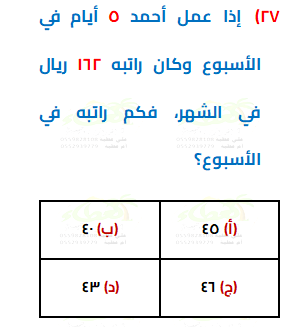 ٢٧) إذا عمل أحمد ٥ أيام في
الأسبوع وكان راتبه ١٦٢ ريال
في الشهر، فكم راتبه في
الأسبوع؟
(أ) ٤٥
(ب) ٤٠
(ج) ٤٦
(د) ٤٣